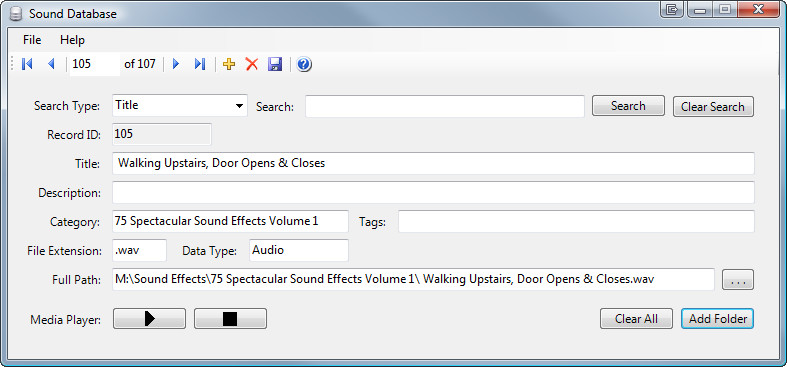 Sound Database
File Help
105 of 107
Search Type: Title Search: Search Clear Search
Record ID: 105
Title: Walking Upstairs, Door Opens & Closes
Description:
Category: 75 Spectacular Sound Effects Volume 1 Tags:
File Extension: .wav Data Type: Audio
Full Path: M:\Sound Effects\75 Spectacular Sound Effects Volume 1\ Walking Upstairs, Door Opens & Closes.wav ...
Media Player: Clear All Add Folder